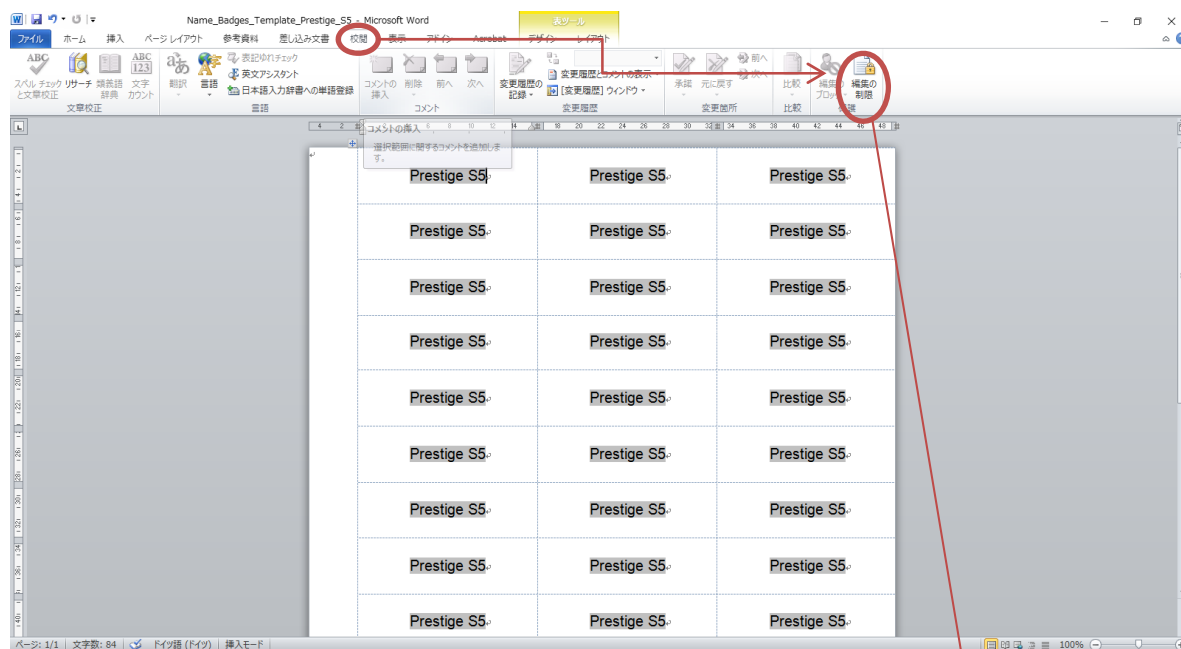 Name_Badges_Template_Prestige_S5 - Microsoft Word
表ツール
ファイル ホーム 挿入 ページ レイアウト 参考資料 差し込み文書 校閲 表示 アドイン Acrobat デザイン レイアウト
スペル チェックと文章校正 リサーチ 類義語辞典 文字カウント 翻訳 言語
表記ゆれチェック
英文アシスタント
日本語入力辞書への単語登録
コメントの挿入 削除 前へ 次へ 変更履歴の記録
変更履歴とコメントの表示
[変更履歴] ウィンドウ
承諾 元に戻す 前へ 次へ 比較 編集の制限
文章校正 言語 コメント 変更履歴 変更箇所 比較
コメントの挿入
選択範囲に関するコメントを追加します。
Prestige S5 Prestige S5 Prestige S5
Prestige S5 Prestige S5 Prestige S5
Prestige S5 Prestige S5 Prestige S5
Prestige S5 Prestige S5 Prestige S5
Prestige S5 Prestige S5 Prestige S5
Prestige S5 Prestige S5 Prestige S5
Prestige S5 Prestige S5 Prestige S5
Prestige S5 Prestige S5 Prestige S5
Prestige S5 Prestige S5 Prestige S5
ページ: 1/1 文字数: 84 ドイツ語 (ドイツ) 挿入モード 100%